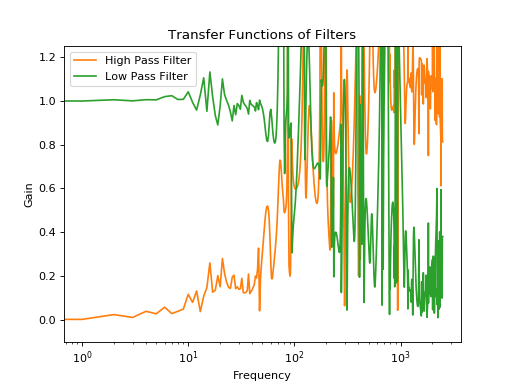 Transfer Functions of Filters
High Pass Filter
Low Pass Filter
1.2
1.0
0.8
0.6
0.4
0.2
0.0
Gain
10⁰
10¹
10²
10³
Frequency